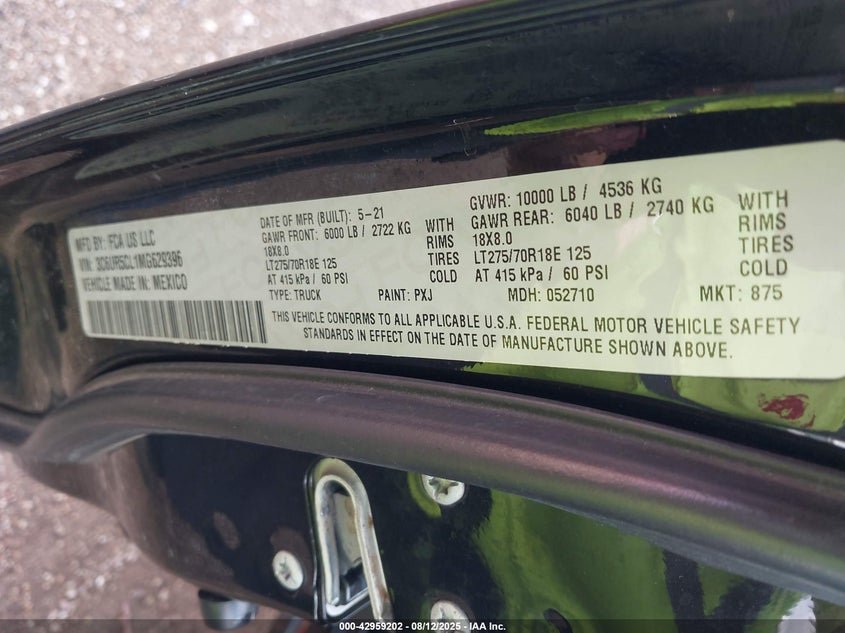 MFD BY: FCA US LLC
VIN: 3C6UR5CL1MG629396
VEHICLE MADE IN: MEXICO
DATE OF MFR (BUILT): 5-21
GAWR FRONT: 6000 LB / 2722 KG WITH
18X8.0 RIMS
LT275/70R18E 125 TIRES
AT 415 kPa / 60 PSI COLD
GVWR: 10000 LB / 4536 KG
GAWR REAR: 6040 LB / 2740 KG WITH
18X8.0 RIMS
LT275/70R18E 125 TIRES
AT 415 kPa / 60 PSI COLD
TYPE: TRUCK PAINT: PXJ MDH: 052710 MKT: 875
THIS VEHICLE CONFORMS TO ALL APPLICABLE U.S.A. FEDERAL MOTOR VEHICLE SAFETY
STANDARDS IN EFFECT ON THE DATE OF MANUFACTURE SHOWN ABOVE.
000-42959202 - 08/12/2025 - IAA Inc.